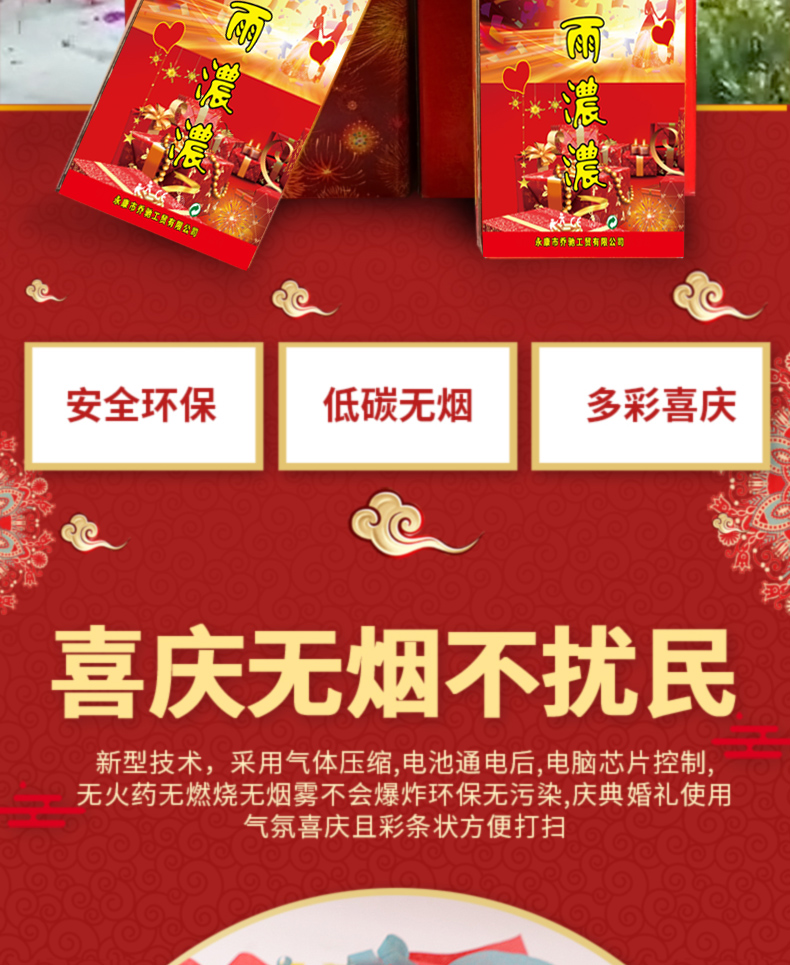 雨
濃
濃
永康市乔驰工贸有限公司
雨
濃
濃
永康市乔驰工贸有限公司
安全环保
低碳无烟
多彩喜庆
喜庆无烟不扰民
新型技术，采用气体压缩,电池通电后,电脑芯片控制,
无火药无燃烧无烟雾不会爆炸环保无污染,庆典婚礼使用
气氛喜庆且彩条状方便打扫